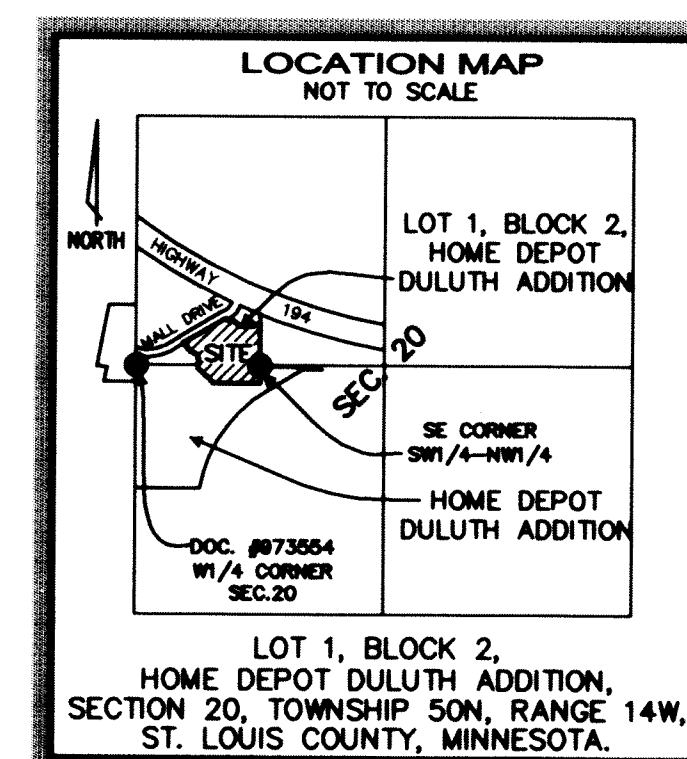 LOCATION MAP
NOT TO SCALE
NORTH
HIGHWAY
194
LOT 1, BLOCK 2,
HOME DEPOT
DULUTH ADDITION
MALL DRIVE
SITE
SEC. 20
SE CORNER
SW1/4-NW1/4
HOME DEPOT
DULUTH ADDITION
DOC. #973554
W1/4 CORNER
SEC.20
LOT 1, BLOCK 2,
HOME DEPOT DULUTH ADDITION,
SECTION 20, TOWNSHIP 50N, RANGE 14W,
ST. LOUIS COUNTY, MINNESOTA.